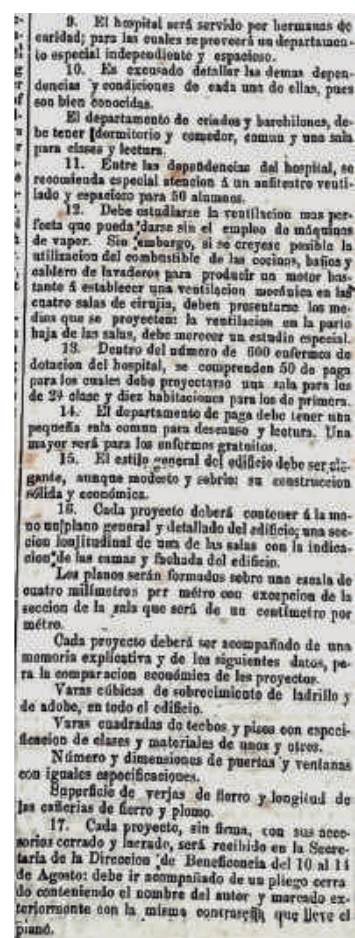 9. El hospital será servido por hermanas de
caridad; para las cuales se proveerá un departamen-
to especial independiente y espacioso.
10. Es excusado detallar las demas depen-
dencias y condiciones de cada una de ellas, pues
son bien conocidas.
El departamento de criados y barchilones, de-
be tener dormitorio y comedor, comun y una sala
para clases y lectura.
11. Entre las dependencias del hospital, se
recomienda especial atencion á un anfiteatro venti-
lado y espacioso para 50 alumnos.
12. Debe estudiarse la ventilacion mas per-
fecta que pueda darse sin el empleo de máquinas
de vapor. Sin embargo, si se creyese posible la
utilizacion del combustible de las cocinas, baños y
caldero de lavaderos para producir un motor bas-
tante á establecer una ventilacion mecánica en las
cuatro salas de cirujia, deben presentarse los me-
dios que se proyecten: la ventilacion en la parte
baja de las salas, debe merecer un estudio especial.
13. Dentro del número de 600 enfermos de
dotacion del hospital, se comprenden 50 de paga
para los cuales debe proyectarse una sala para los
de 2ª clase y diez habitaciones para los de primera.
14. El departamento de paga debe tener una
pequeña sala comun para descanso y lectura. Una
mayor será para los enfermos gratuitos.
15. El estilo general del edificio debe ser ele-
gante, aunque modesto y sobrio: su construccion
sólida y económica.
16. Cada proyecto deberá contener á la ma-
no un plano general y detallado del edificio; una sec-
cion lonjitudinal de una de las salas con la indica-
cion de las camas y fachada del edificio.
Los planos serán formados sobre una escala de
cuatro milímetros prr métro con excepcion de la
seccion de la sala que será de un centímetro por
métro.
Cada proyecto deberá ser acompañado de una
memoria explicativa y de los siguientes datos, pa-
ra la comparacion económica de los proyectos.
Varas cúbicas de sobrecimiento de ladrillo y
de adobe, en todo el edificio.
Varas cuadradas de techos y pisos con especi-
ficacion de clases y materiales de unos y otros.
Número y dimensiones de puertas y ventanas
con iguales especificaciones.
Superficie de verjas de fierro y longitud de
las cañerias de fierro y plomo.
17. Cada proyecto, sin firma, con sus acce-
sorios cerrado y lacrado, será recibido en la Secre-
taría de la Direccion de Beneficencia del 10 al 14
de Agosto: debe ir acompañado de un pliego cerra
do conteniendo el nombre del autor y marcado ex-
teriormente con la misma contraseña que lleve el